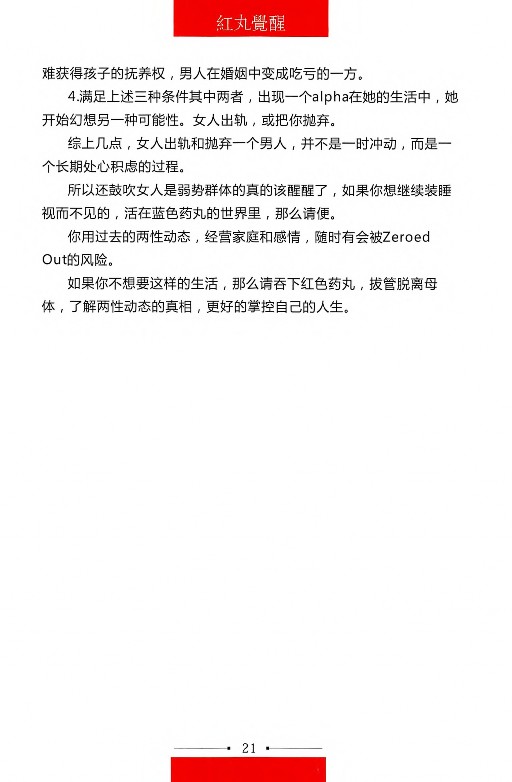 紅丸覺醒
难获得孩子的抚养权，男人在婚姻中变成吃亏的一方。
4.满足上述三种条件其中两者，出现一个alpha在她的生活中，她
开始幻想另一种可能性。女人出轨，或把你抛弃。
综上几点，女人出轨和抛弃一个男人，并不是一时冲动，而是一
个长期处心积虑的过程。
所以还鼓吹女人是弱势群体的真的该醒醒了，如果你想继续装睡
视而不见的，活在蓝色药丸的世界里，那么请便。
你用过去的两性动态，经营家庭和感情，随时有会被Zeroed
Out的风险。
如果你不想要这样的生活，那么请吞下红色药丸，拔管脱离母
体，了解两性动态的真相，更好的掌控自己的人生。
21